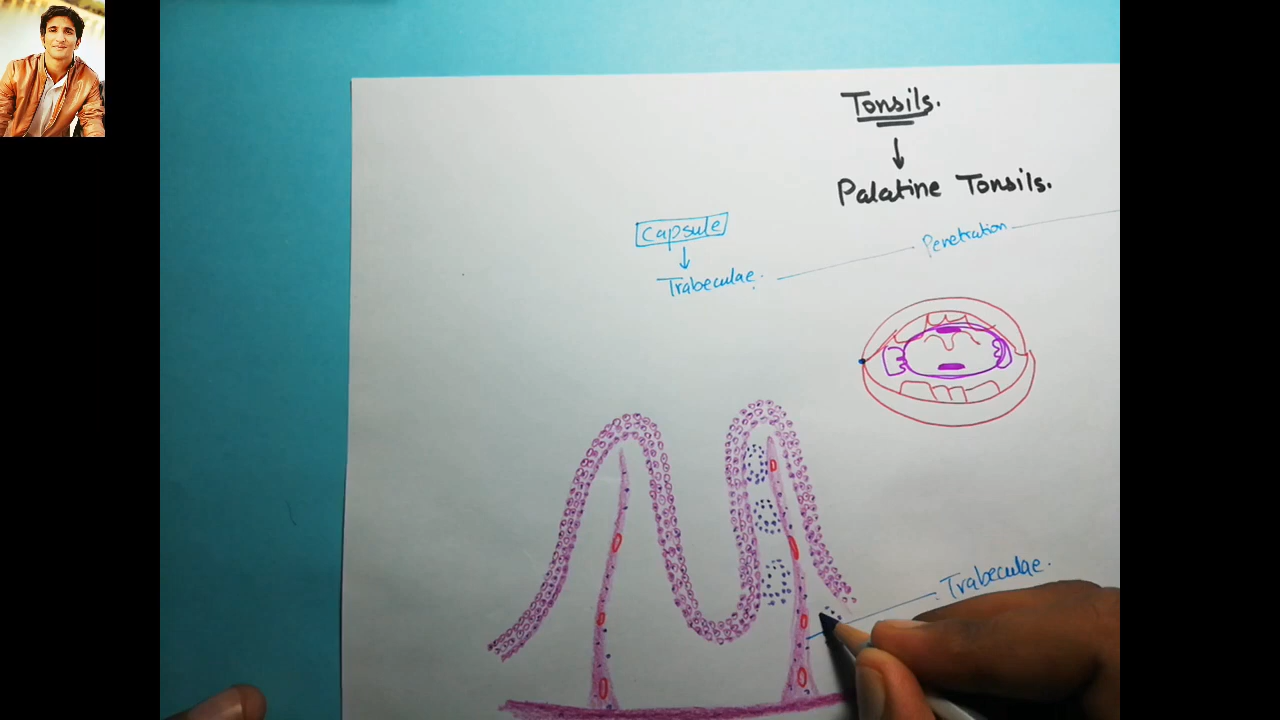 Tonsils.
Palatine Tonsils.
Capsule
Trabeculae.
Penetration
Trabeculae.